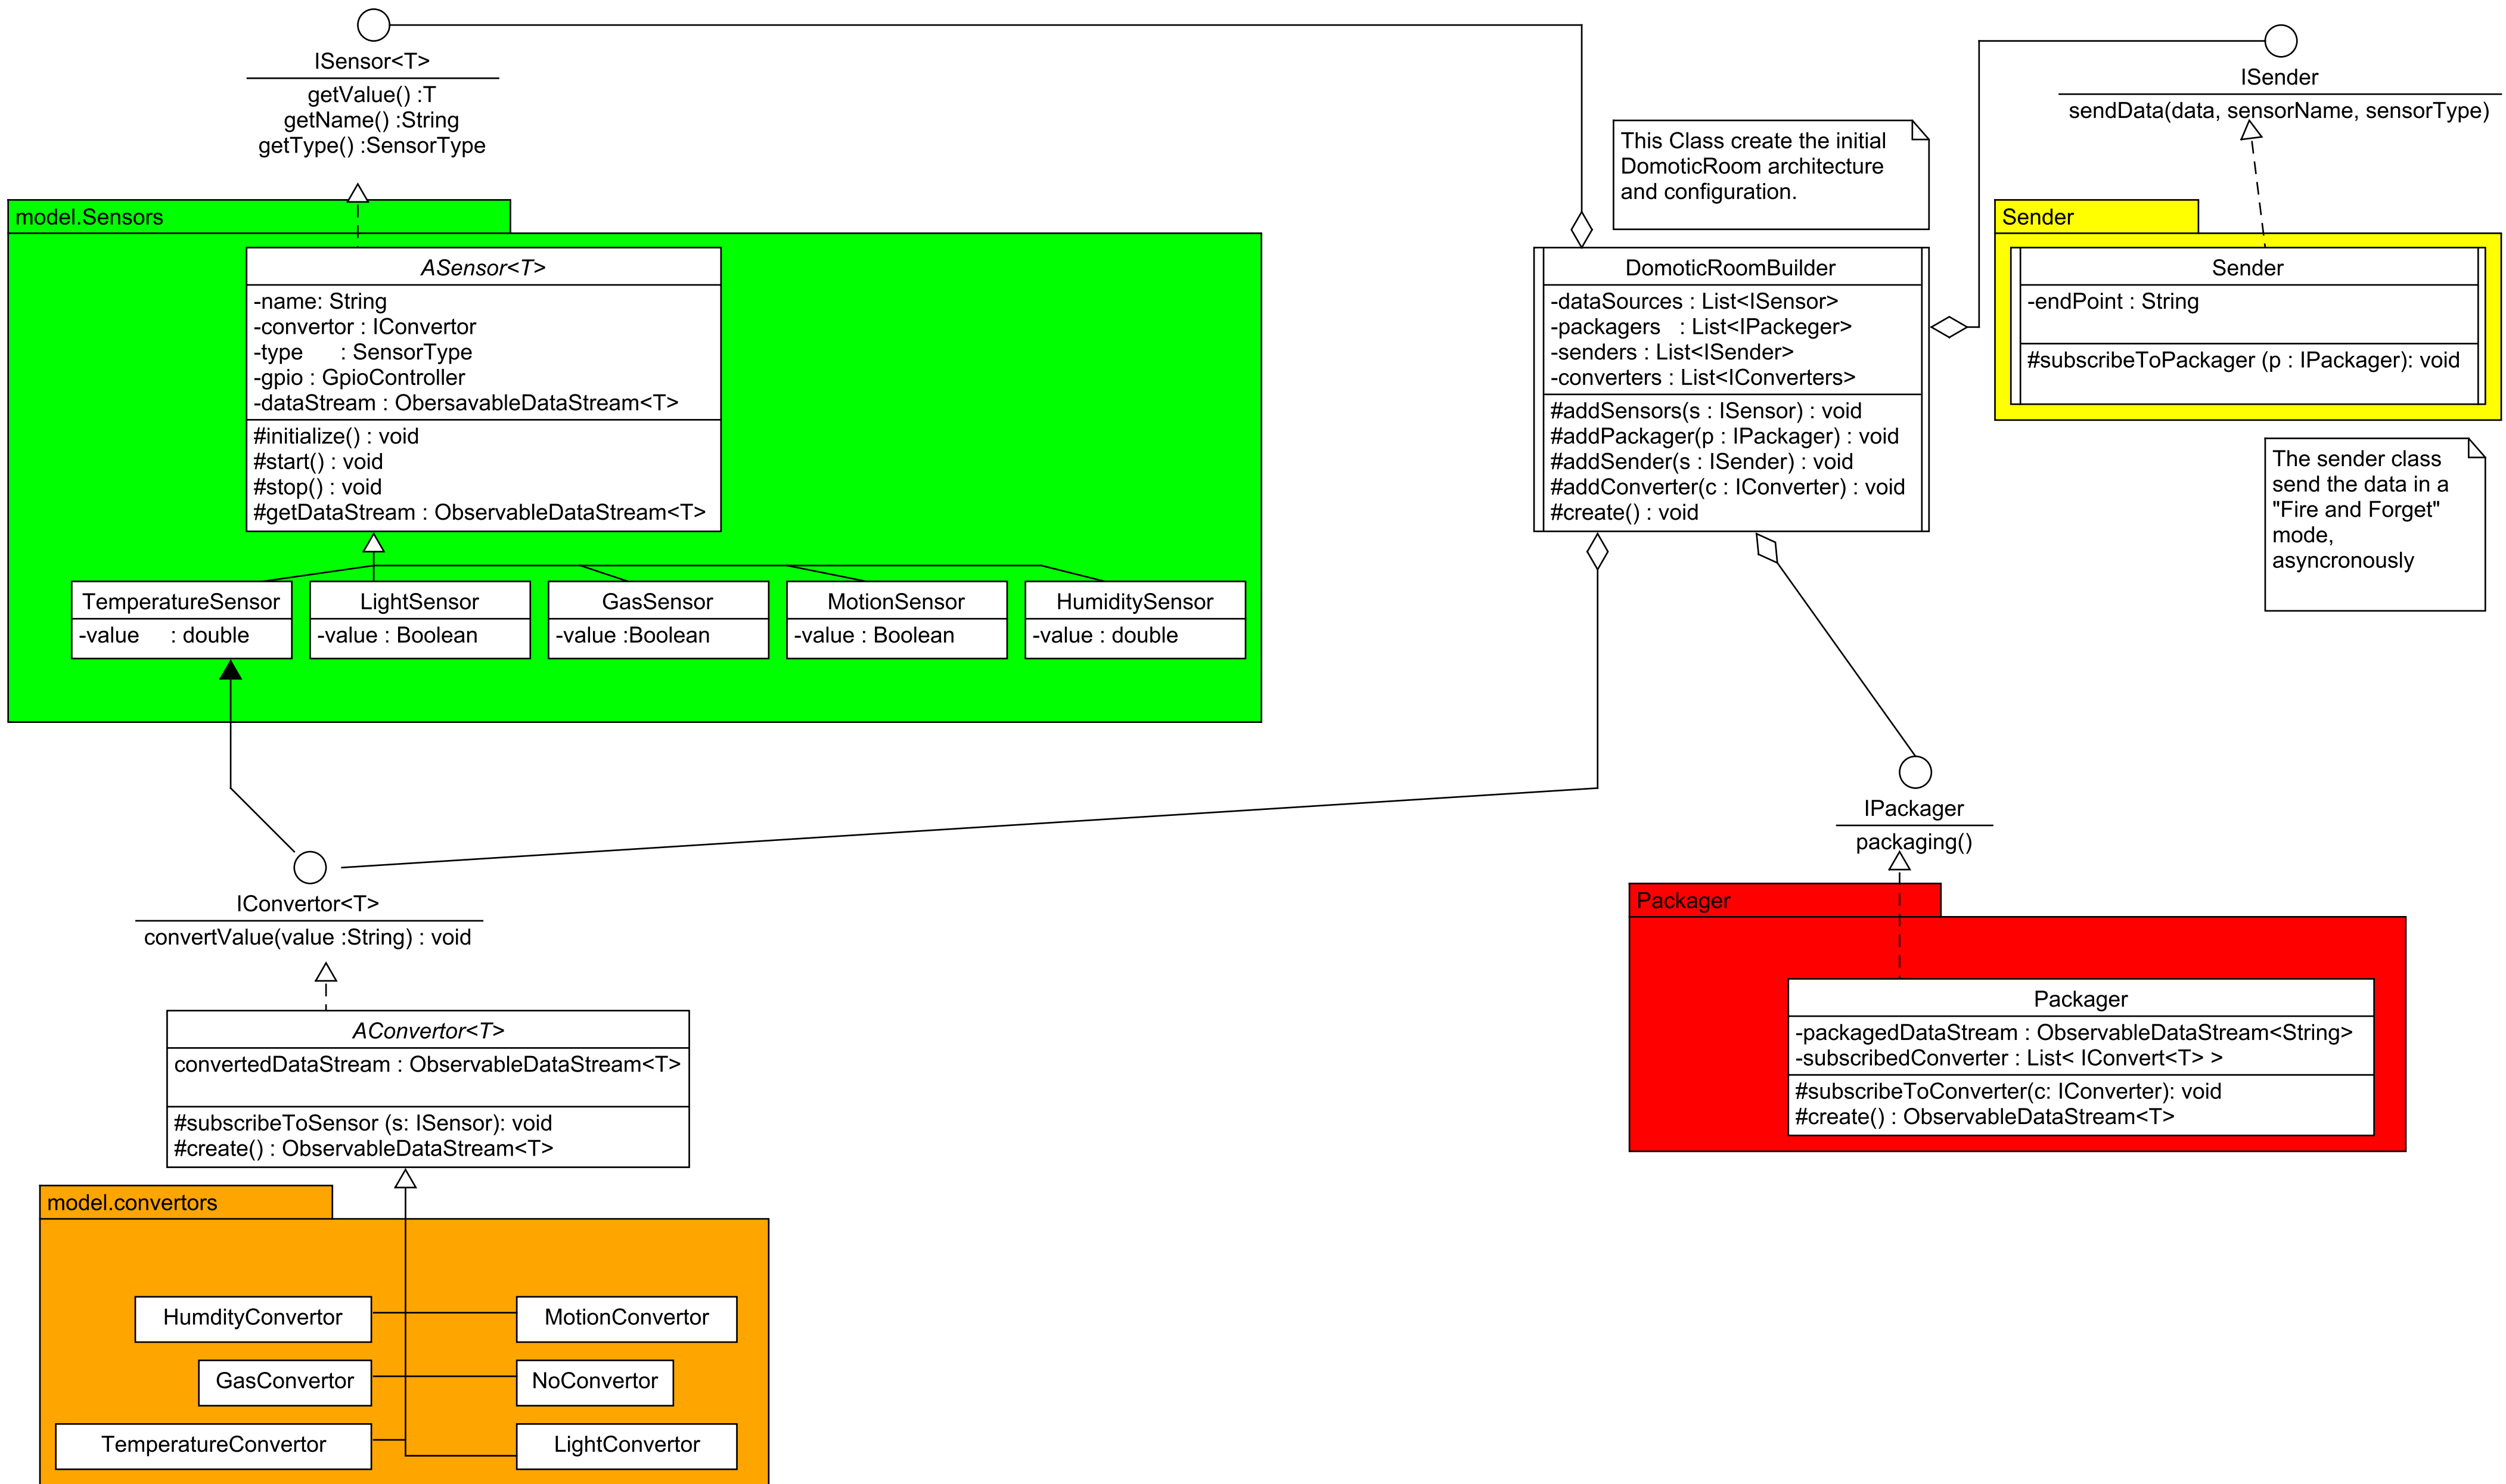 ISensor<T>
getValue() :T
getName() :String
getType() :SensorType
ISender
sendData(data, sensorName, sensorType)
This Class create the initial
DomoticRoom architecture
and configuration.
model.Sensors
ASensor<T>
-name: String
-convertor : IConvertor
-type : SensorType
-gpio : GpioController
-dataStream : ObersavableDataStream<T>
#initialize() : void
#start() : void
#stop() : void
#getDataStream : ObservableDataStream<T>
TemperatureSensor
-value : double
LightSensor
-value : Boolean
GasSensor
-value :Boolean
MotionSensor
-value : Boolean
HumiditySensor
-value : double
DomoticRoomBuilder
-dataSources : List<ISensor>
-packagers : List<IPackeger>
-senders : List<ISender>
-converters : List<IConverters>
#addSensors(s : ISensor) : void
#addPackager(p : IPackager) : void
#addSender(s : ISender) : void
#addConverter(c : IConverter) : void
#create() : void
Sender
Sender
-endPoint : String
#subscribeToPackager (p : IPackager): void
The sender class
send the data in a
"Fire and Forget"
mode,
asyncronously
IConvertor<T>
convertValue(value :String) : void
AConvertor<T>
convertedDataStream : ObservableDataStream<T>
#subscribeToSensor (s: ISensor): void
#create() : ObservableDataStream<T>
model.convertors
HumdityConvertor
MotionConvertor
GasConvertor
NoConvertor
TemperatureConvertor
LightConvertor
IPackager
packaging()
Packager
Packager
-packagedDataStream : ObservableDataStream<String>
-subscribedConverter : List< IConvert<T> >
#subscribeToConverter(c: IConverter): void
#create() : ObservableDataStream<T>